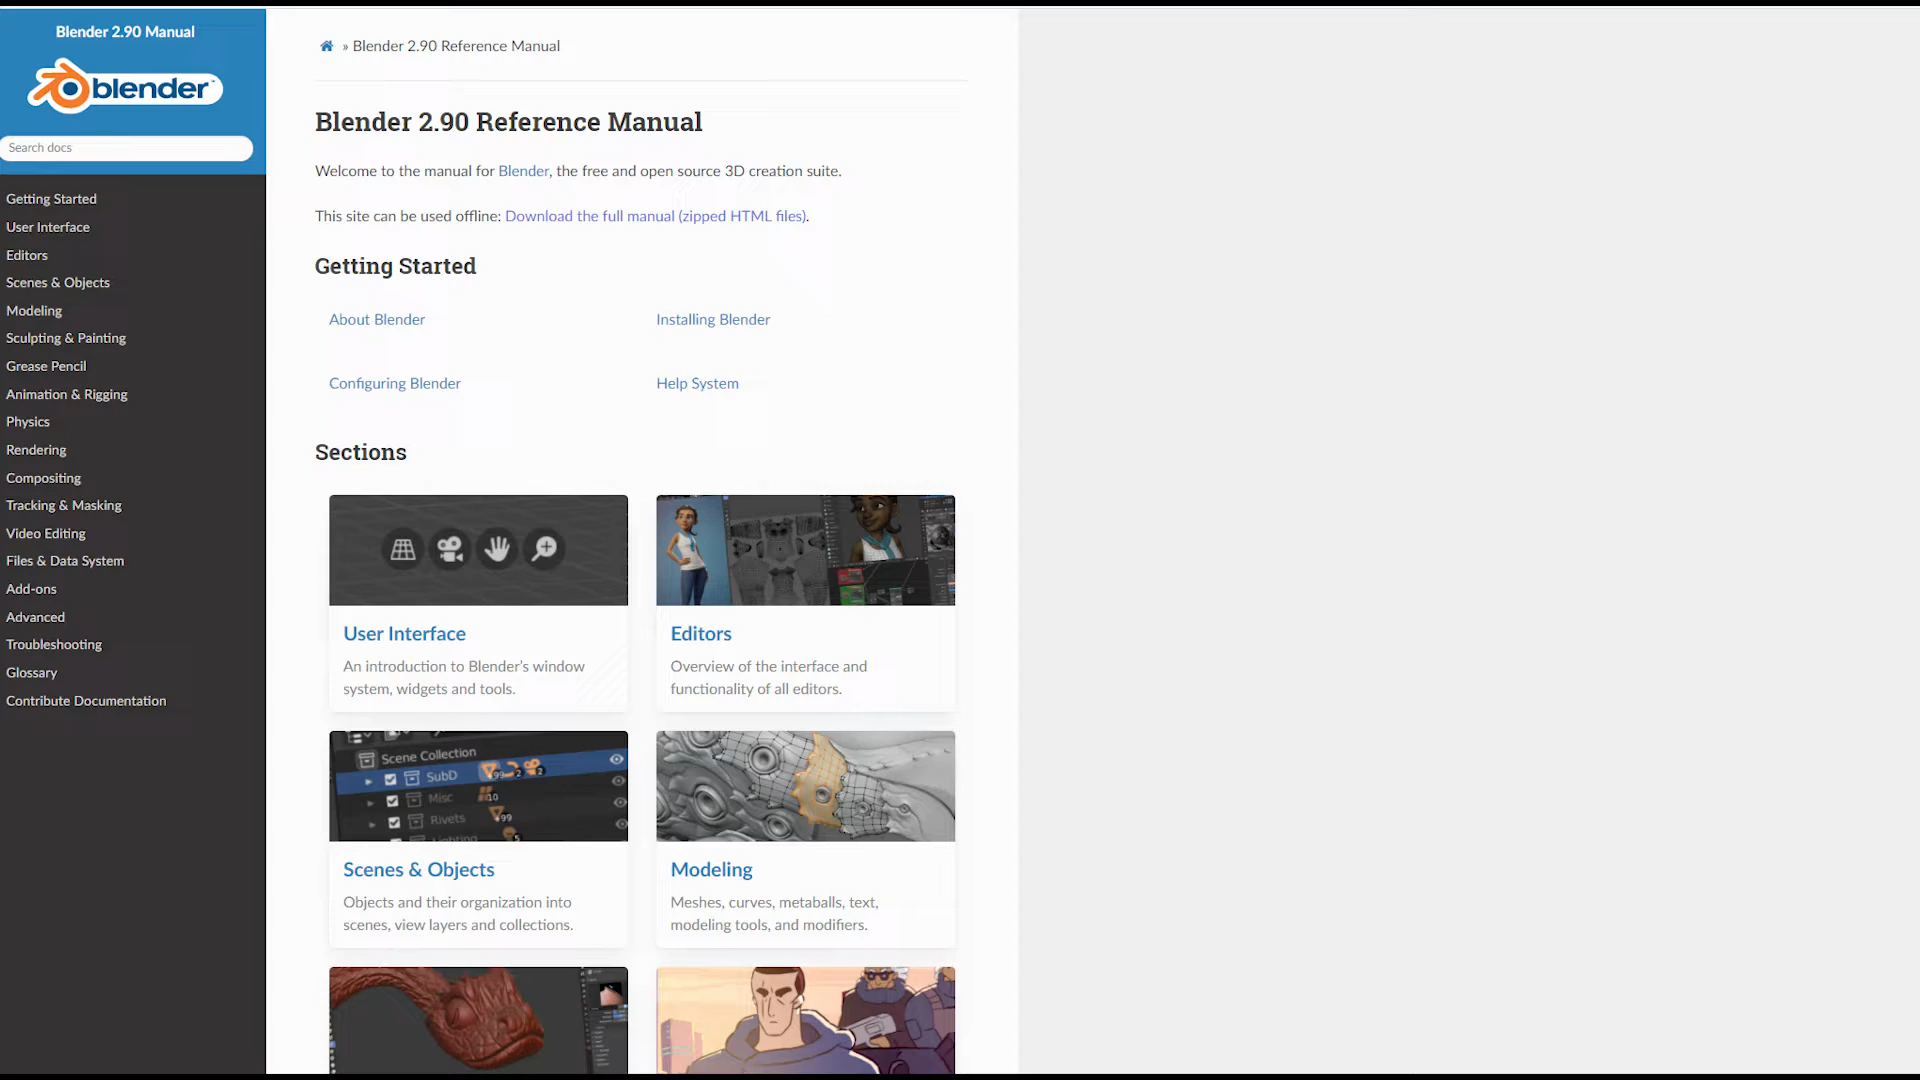 Blender 2.90 Manual
blender
Search docs
Getting Started
User Interface
Editors
Scenes & Objects
Modeling
Sculpting & Painting
Grease Pencil
Animation & Rigging
Physics
Rendering
Compositing
Tracking & Masking
Video Editing
Files & Data System
Add-ons
Advanced
Troubleshooting
Glossary
Contribute Documentation
» Blender 2.90 Reference Manual
Blender 2.90 Reference Manual
Welcome to the manual for Blender, the free and open source 3D creation suite.
This site can be used offline: Download the full manual (zipped HTML files).
Getting Started
About Blender
Installing Blender
Configuring Blender
Help System
Sections
User Interface
An introduction to Blender’s window
system, widgets and tools.
Editors
Overview of the interface and
functionality of all editors.
Scene Collection
SubD 99 2 2
Misc 10
Rivets 99
Lighting 5
Scenes & Objects
Objects and their organization into
scenes, view layers and collections.
Modeling
Meshes, curves, metaballs, text,
modeling tools, and modifiers.